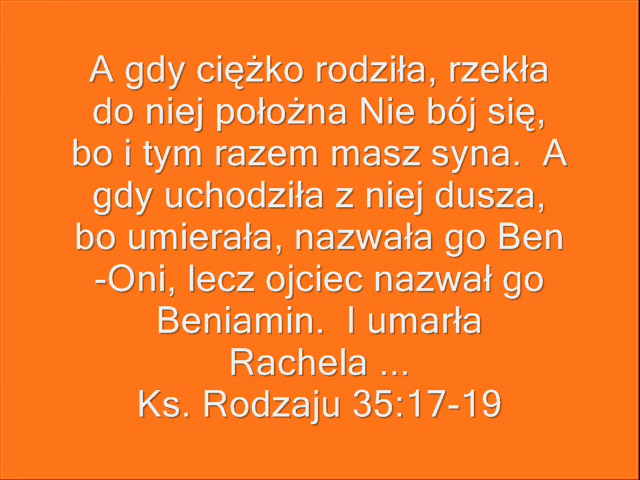 A gdy ciężko rodziła, rzekła
do niej położna Nie bój się,
bo i tym razem masz syna.  A
gdy uchodziła z niej dusza,
bo umierała, nazwała go Ben
-Oni, lecz ojciec nazwał go
Beniamin.  I umarła
Rachela ...
Ks. Rodzaju 35:17-19